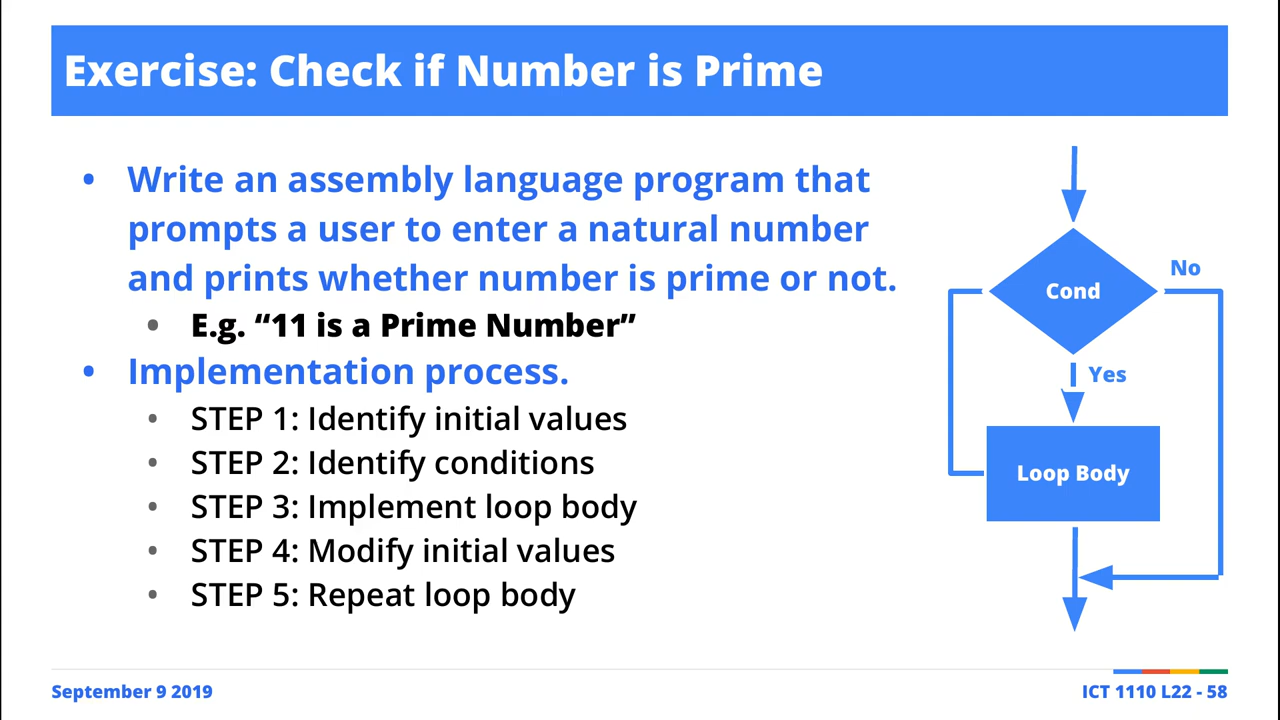 Exercise: Check if Number is Prime
• Write an assembly language program that
prompts a user to enter a natural number
and prints whether number is prime or not.
• E.g. “11 is a Prime Number”
• Implementation process.
• STEP 1: Identify initial values
• STEP 2: Identify conditions
• STEP 3: Implement loop body
• STEP 4: Modify initial values
• STEP 5: Repeat loop body
No
Cond
Yes
Loop Body
September 9 2019
ICT 1110 L22 - 58